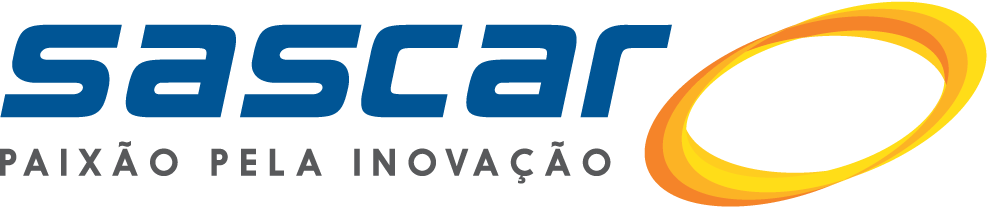 sascar
PAIXÃO PELA INOVAÇÃO